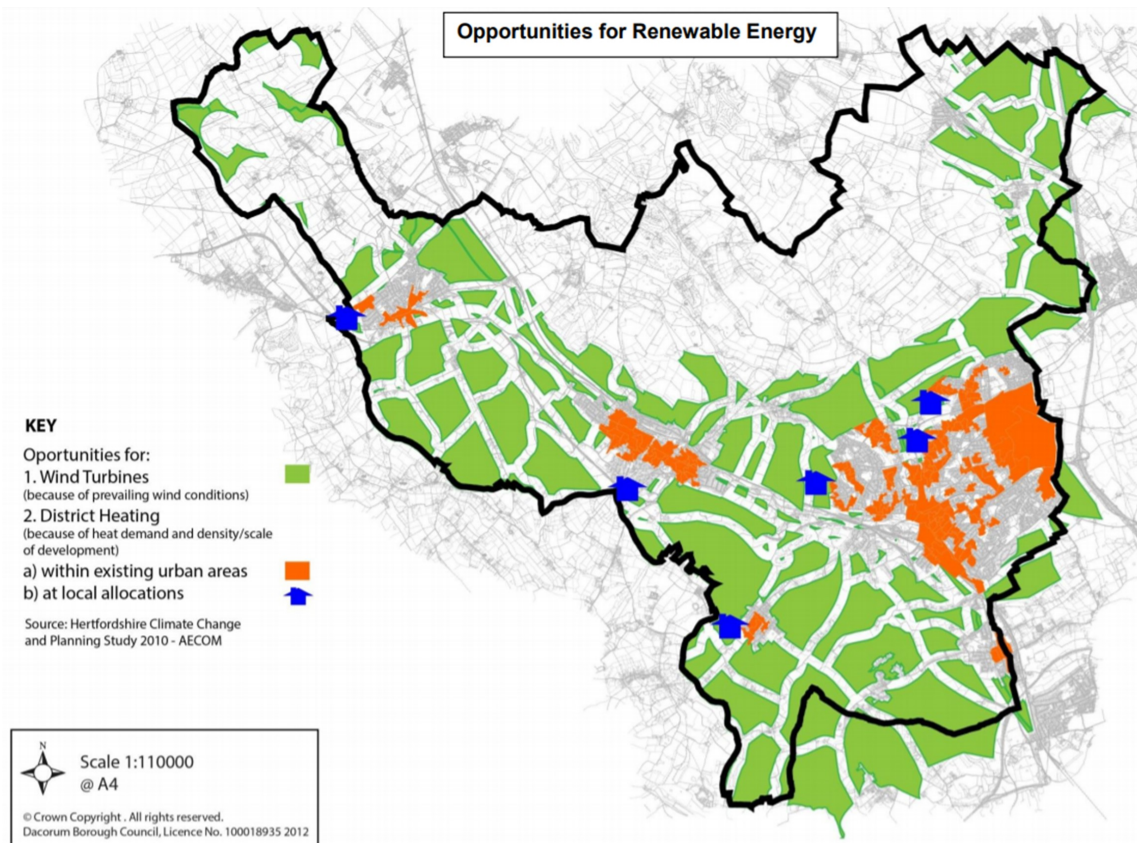 Opportunities for Renewable Energy
KEY
Oportunities for:
1. Wind Turbines
(because of prevailing wind conditions)
2. District Heating
(because of heat demand and density/scale
of development)
a) within existing urban areas
b) at local allocations
Source: Hertfordshire Climate Change
and Planning Study 2010 - AECOM
N
Scale 1:110000
@ A4
© Crown Copyright . All rights reserved.
Dacorum Borough Council, Licence No. 100018935 2012